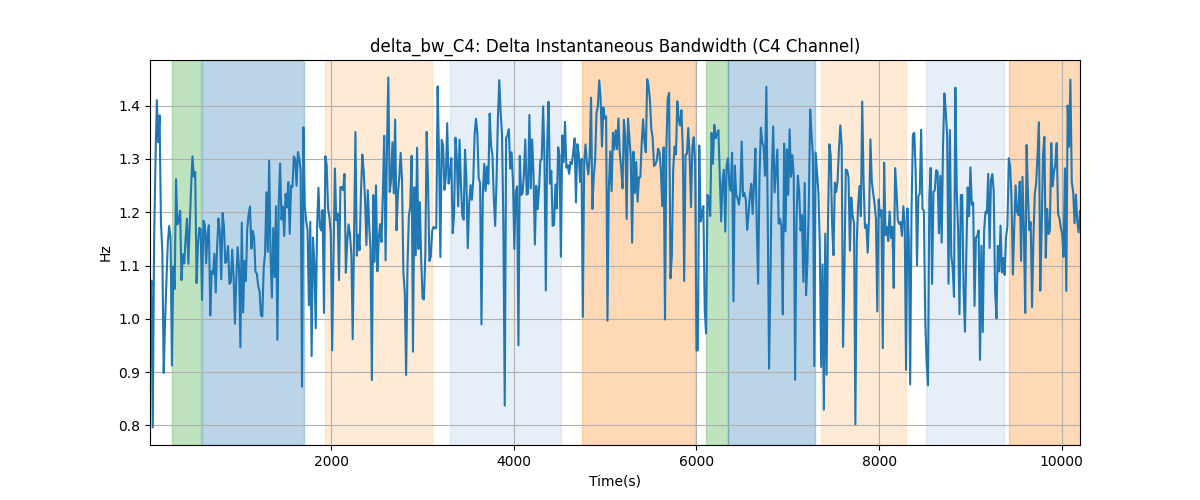 delta_bw_C4: Delta Instantaneous Bandwidth (C4 Channel)
1.4
1.3
1.2
1.1
1.0
0.9
0.8
Hz
2000 4000 6000 8000 10000
Time(s)